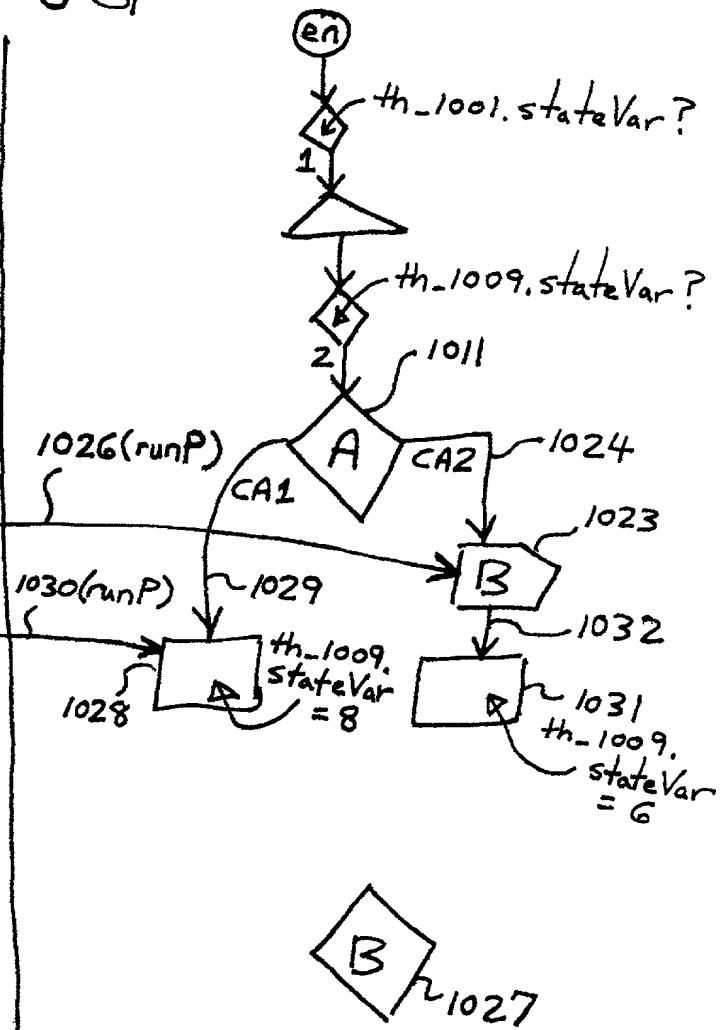 en
th_1001.stateVar?
1
th_1009.stateVar?
2
1011
A
1026(runP)
CA1
CA2
1024
1023
B
1030(runP)
1029
1032
th_1009.
stateVar
= 8
1028
1031
th_1009.
stateVar
= 6
B
1027